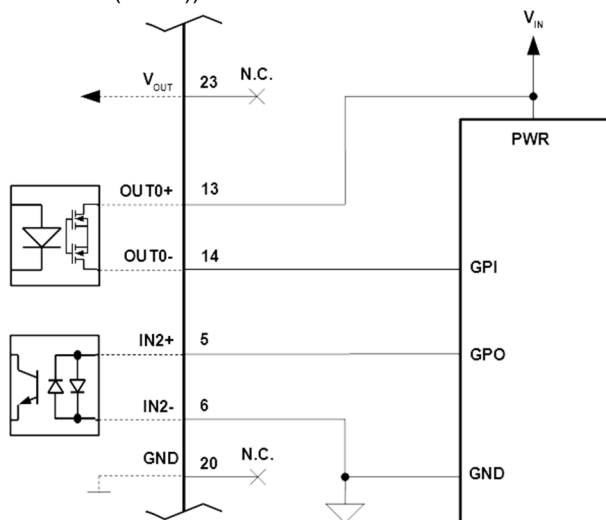 V_IN
V_OUT 23 N.C.
PWR
OUT0+ 13
OUT0- 14 GPI
IN2+ 5 GPO
IN2- 6
GND 20 N.C. GND